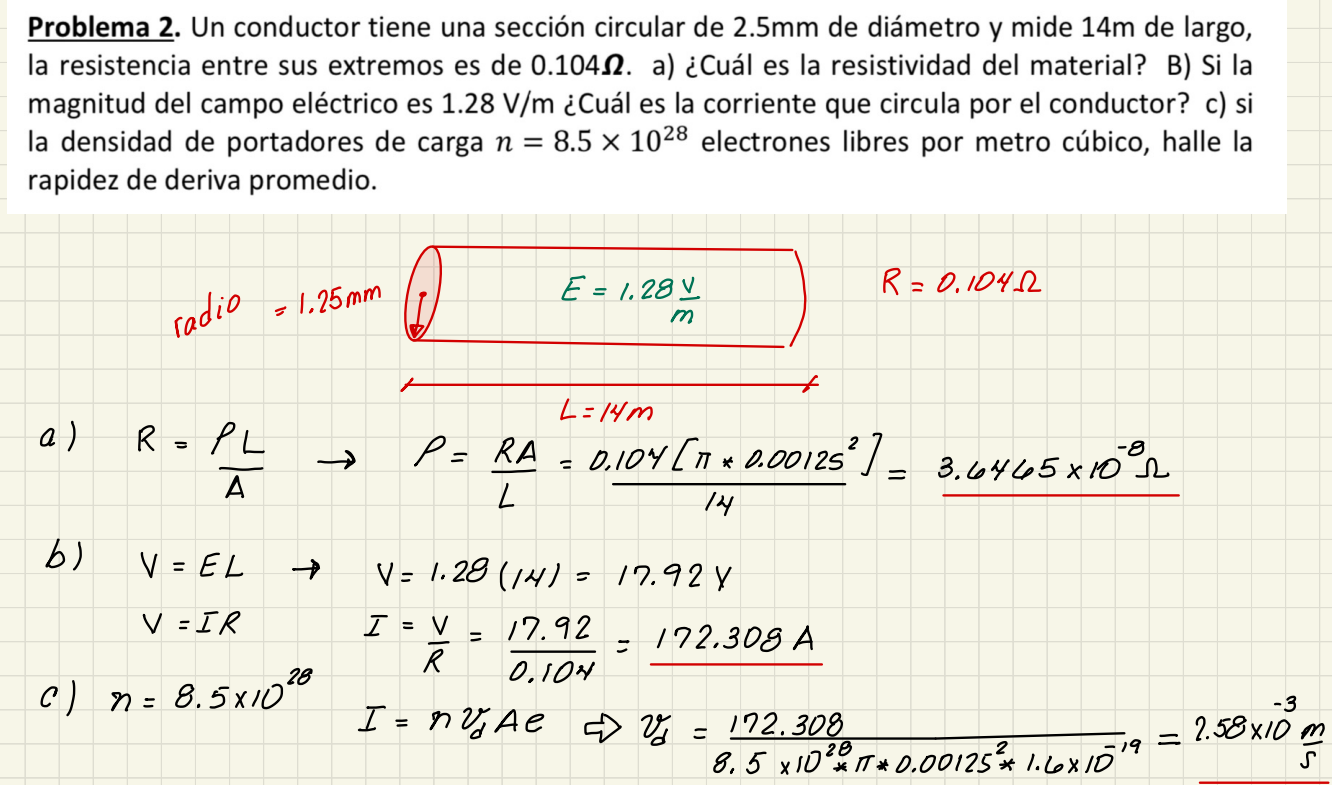 Problema 2. Un conductor tiene una sección circular de 2.5mm de diámetro y mide 14m de largo,
la resistencia entre sus extremos es de 0.104Ω. a) ¿Cuál es la resistividad del material? B) Si la
magnitud del campo eléctrico es 1.28 V/m ¿Cuál es la corriente que circula por el conductor? c) si
la densidad de portadores de carga n = 8.5 × 10²⁸ electrones libres por metro cúbico, halle la
rapidez de deriva promedio.
radio = 1.25mm
E = 1.28 V/m
R = 0.104Ω
L = 14m
a) R = ρL/A → ρ = RA/L = 0.104[π * 0.00125²]/14 = 3.6465 x 10⁻⁸ Ω
b) V = EL → V = 1.28 (14) = 17.92 V
V = IR I = V/R = 17.92/0.104 = 172.308 A
c) n = 8.5 x 10²⁸
I = n v_d A e ⇨ v_d = 172.308/8.5 x 10²⁸ * π * 0.00125² * 1.6 x 10⁻¹⁹ = 2.58 x 10⁻³ m/s